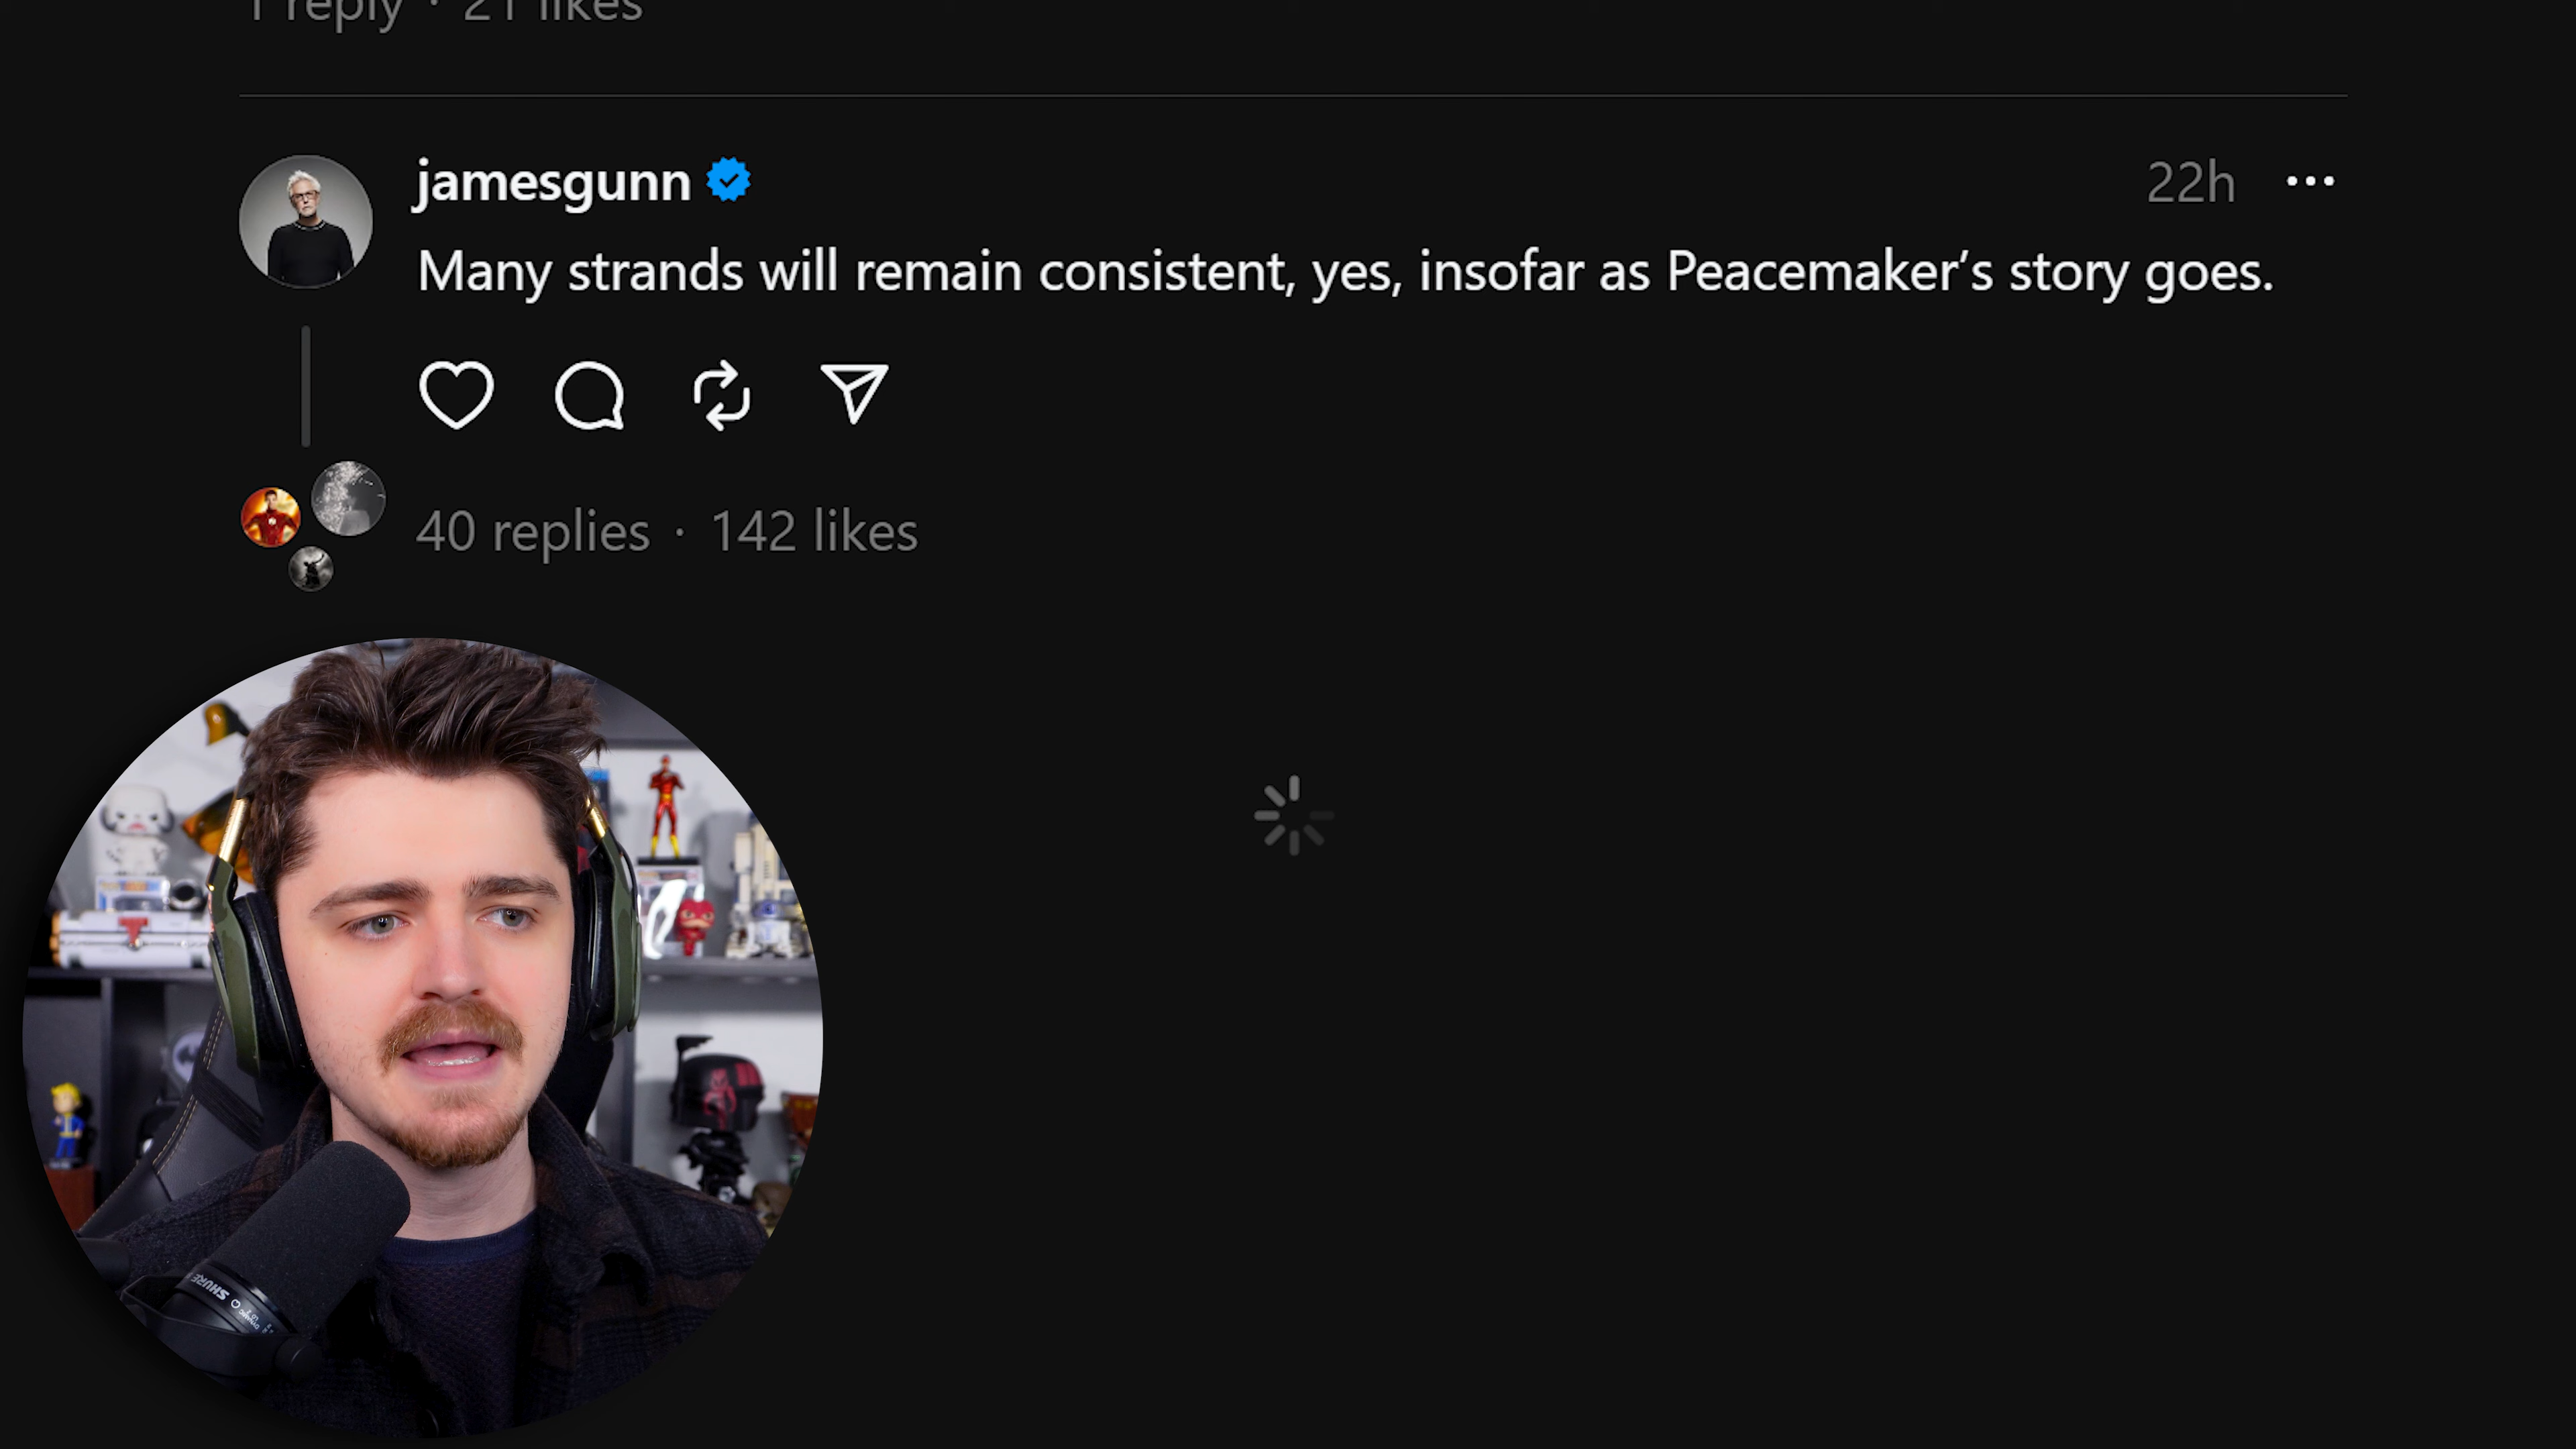 1 reply · 21 likes
jamesgunn
22h
Many strands will remain consistent, yes, insofar as Peacemaker’s story goes.
40 replies · 142 likes
SHURE